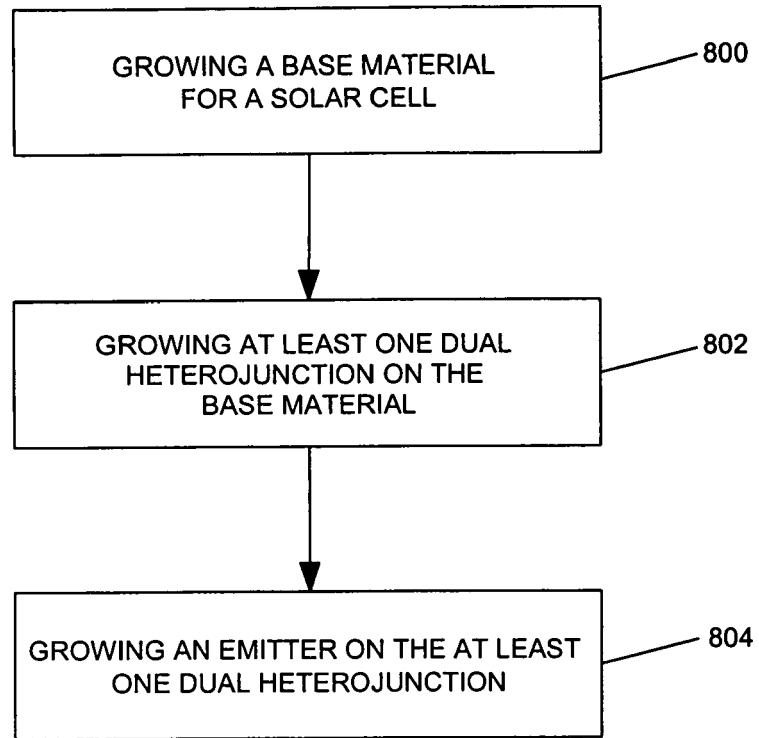 GROWING A BASE MATERIAL
FOR A SOLAR CELL
800
GROWING AT LEAST ONE DUAL
HETEROJUNCTION ON THE
BASE MATERIAL
802
GROWING AN EMITTER ON THE AT LEAST
ONE DUAL HETEROJUNCTION
804